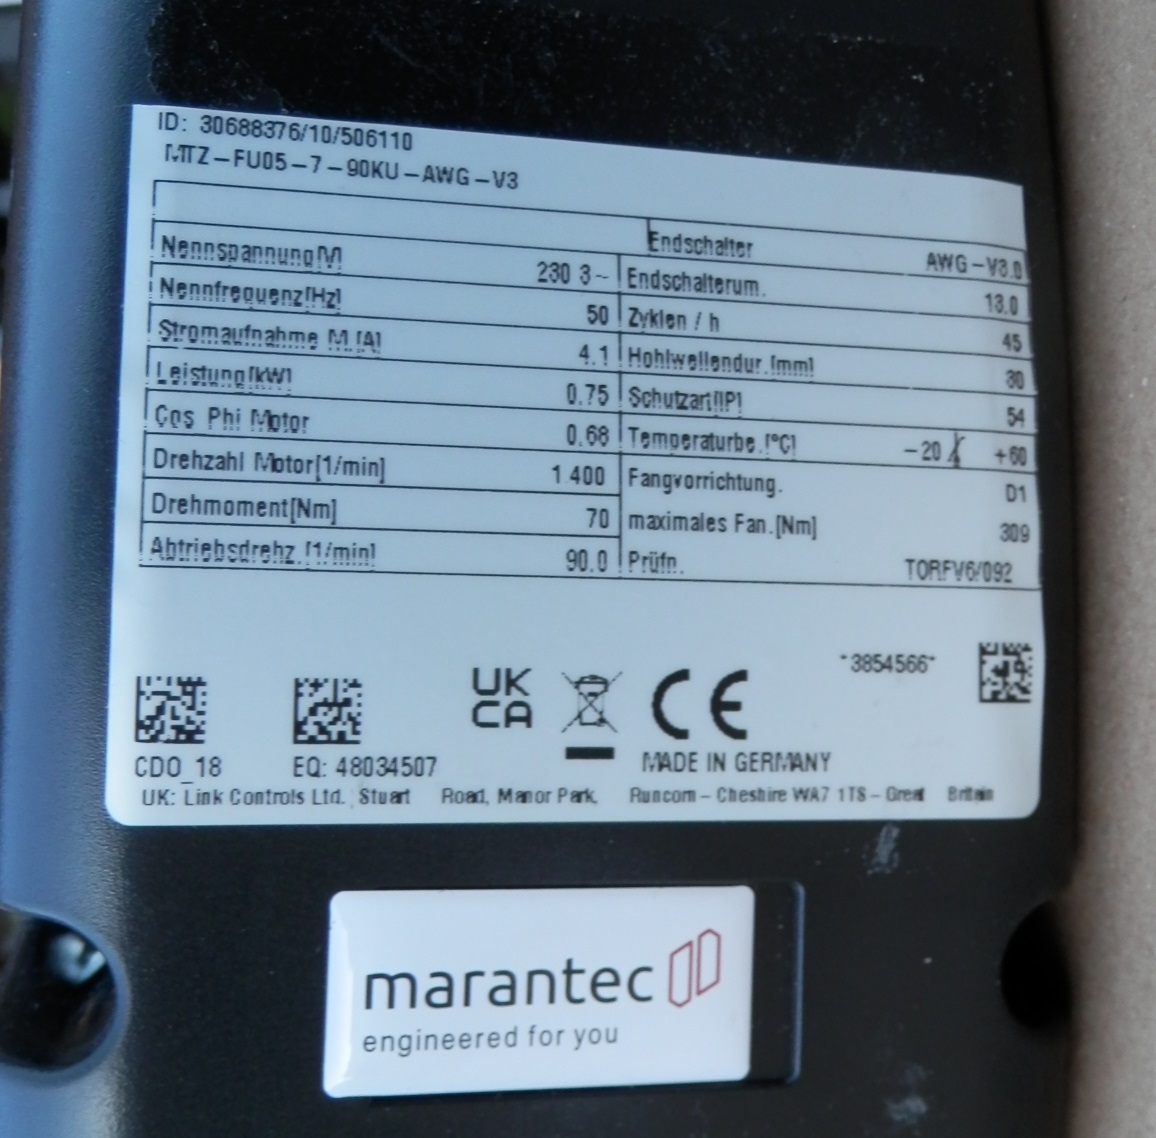 ID: 30688376/10/506110
MTZ-FU05-7-90KU-AWG-V3
Endschalter AWG-V3.0
Nennspannung[V] 230 3~ Endschalterum. 13.0
Nennfrequenz[Hz] 50 Zyklen / h 45
Stromaufnahme M.[A] 4.1 Hohlwellendur.[mm] 30
Leistung[kW] 0.75 Schutzart[IP] 54
Cos Phi Motor 0.68 Temperaturbe.[°C] -20 +60
Drehzahl Motor[1/min] 1.400 Fangvorrichtung. D1
Drehmoment[Nm] 70 maximales Fan.[Nm] 309
Abtriebsdrehz.[1/min] 90.0 Prüfn. TORFV6/092
*3854566*
UK
CA
CE
CDO_18 EQ: 48034507 MADE IN GERMANY
UK: Link Controls Ltd. Stuart Road, Manor Park, Runcorn - Cheshire WA7 1TS - Great Britain
marantec
engineered for you